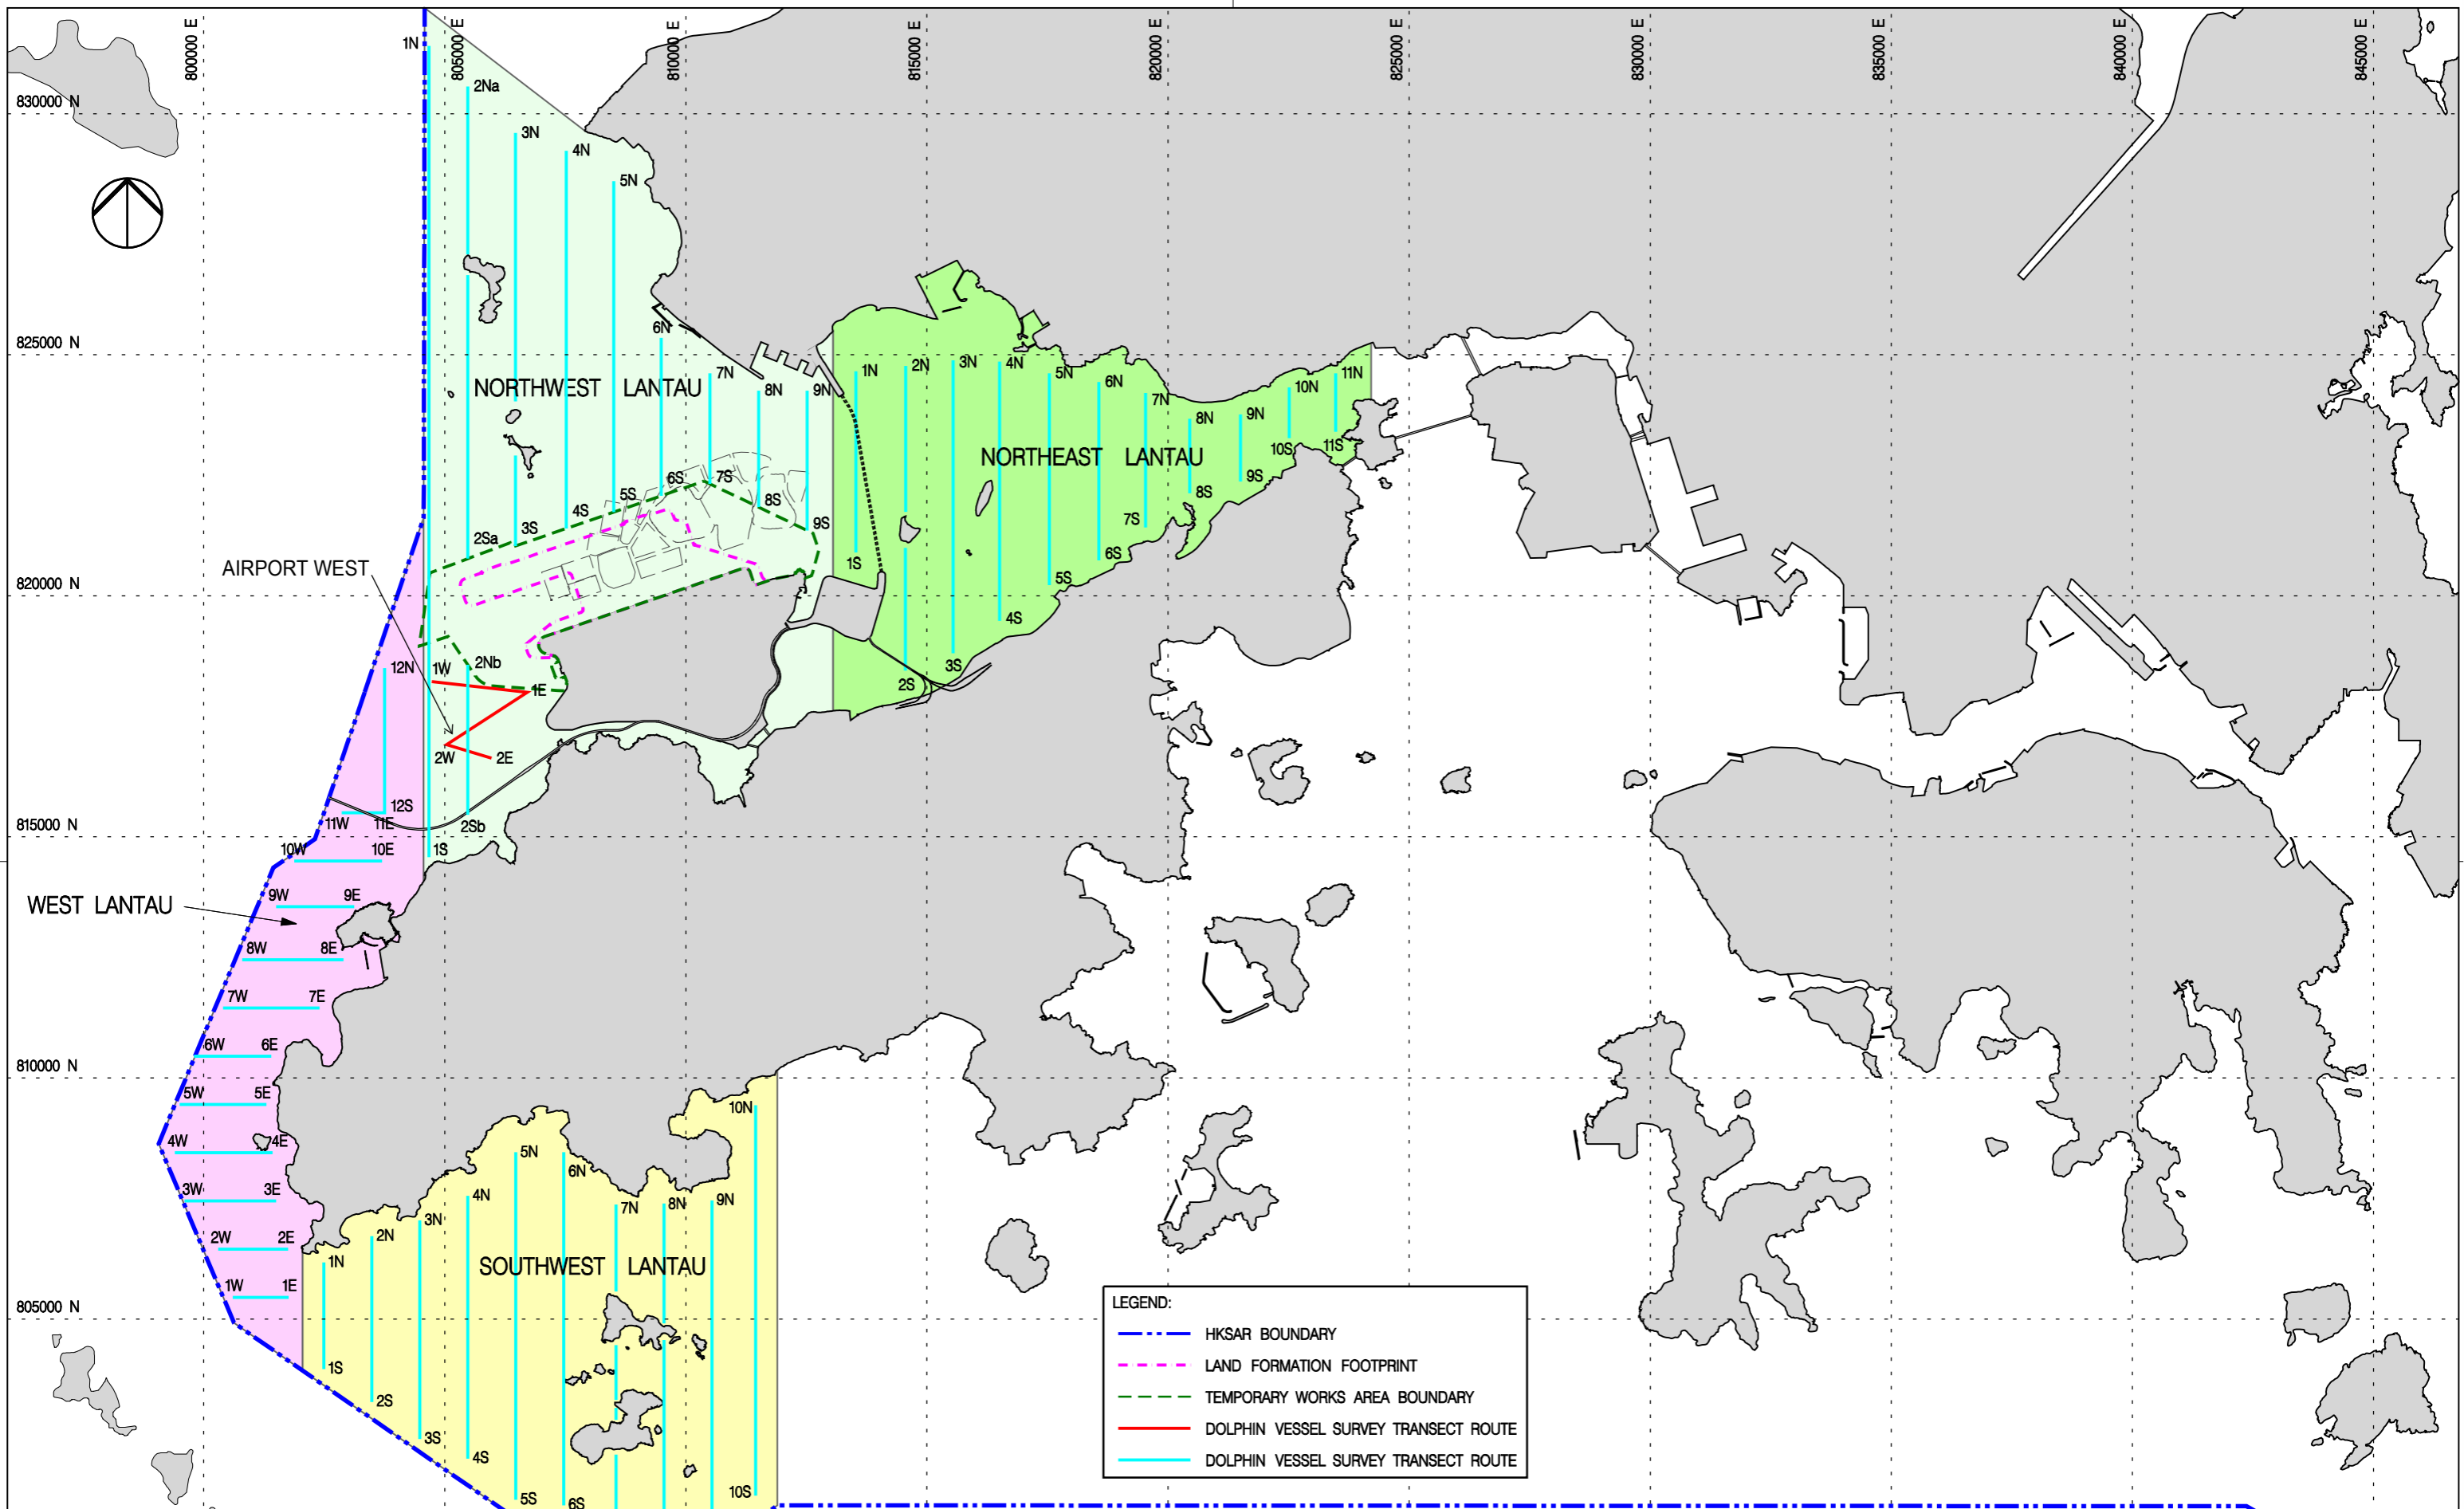 800000 E
805000 E
810000 E
815000 E
820000 E
825000 E
830000 E
835000 E
840000 E
845000 E
830000 N
825000 N
820000 N
815000 N
810000 N
805000 N
1N
2Na
3N
4N
5N
6N
7N
8N
9N
NORTHWEST LANTAU
1N
2N
3N
4N
5N
6N
7N
8N
9N
10N
11N
NORTHEAST LANTAU
10S
11S
9S
8S
7S
6S
5S
4S
3S
2S
1S
2Sa
3S
4S
5S
6S
7S
8S
9S
AIRPORT WEST
12N
1W
2Nb
1E
2W
2E
12S
11W
11E
2Sb
1S
10W
10E
WEST LANTAU
9W
9E
8W
8E
7W
7E
6W
6E
5W
5E
4W
4E
3W
3E
2W
2E
1W
1E
1N
2N
3N
4N
5N
6N
7N
8N
9N
10N
SOUTHWEST LANTAU
1S
2S
3S
4S
5S
6S
10S
LEGEND:
HKSAR BOUNDARY
LAND FORMATION FOOTPRINT
TEMPORARY WORKS AREA BOUNDARY
DOLPHIN VESSEL SURVEY TRANSECT ROUTE
DOLPHIN VESSEL SURVEY TRANSECT ROUTE